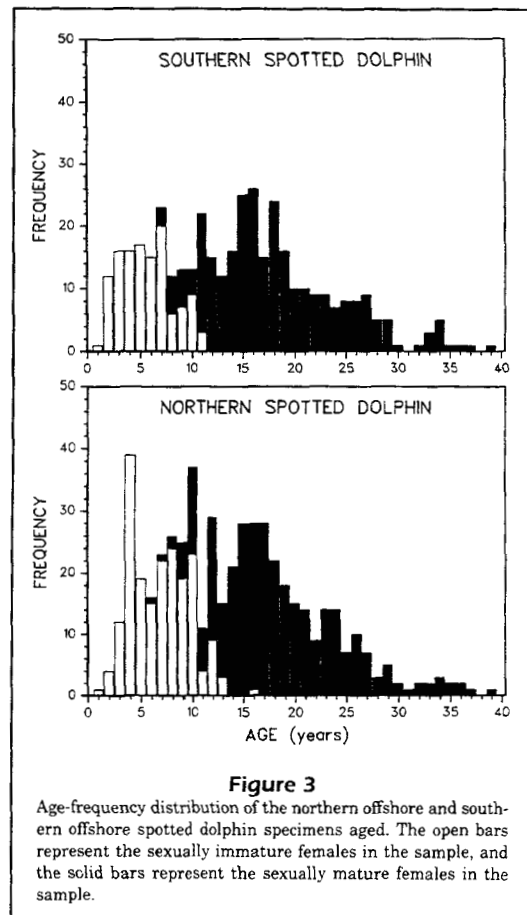 50
SOUTHERN SPOTTED DOLPHIN
40
30
FREQUENCY
20
10
0
0 5 10 15 20 25 30 35 40
50
NORTHERN SPOTTED DOLPHIN
40
30
FREQUENCY
20
10
0
0 5 10 15 20 25 30 35 40
AGE (years)
Figure 3
Age-frequency distribution of the northern offshore and south-
ern offshore spotted dolphin specimens aged. The open bars
represent the sexually immature females in the sample, and
the solid bars represent the sexually mature females in the
sample.